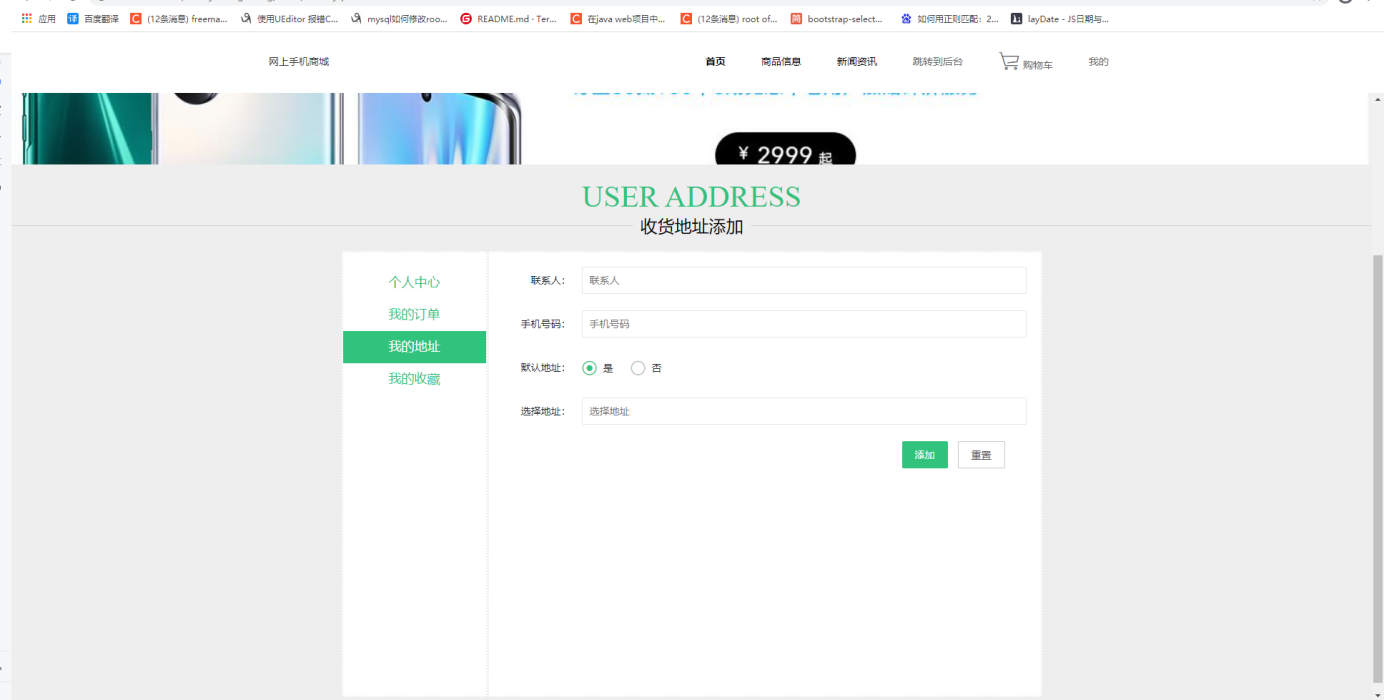 应用 百度翻译 (12条消息) freema... 使用UEditor 报错C... mysql如何修改roo... README.md · Ter... 在java web项目中... (12条消息) root of... bootstrap-select... 如何用正则匹配：2... layDate - JS日期与...
网上手机商城 首页 商品信息 新闻资讯 跳转到后台 购物车 我的
¥ 2999 起
USER ADDRESS
收货地址添加
个人中心
我的订单
我的地址
我的收藏
联系人： 联系人
手机号码： 手机号码
默认地址： 是 否
选择地址： 选择地址
添加 重置